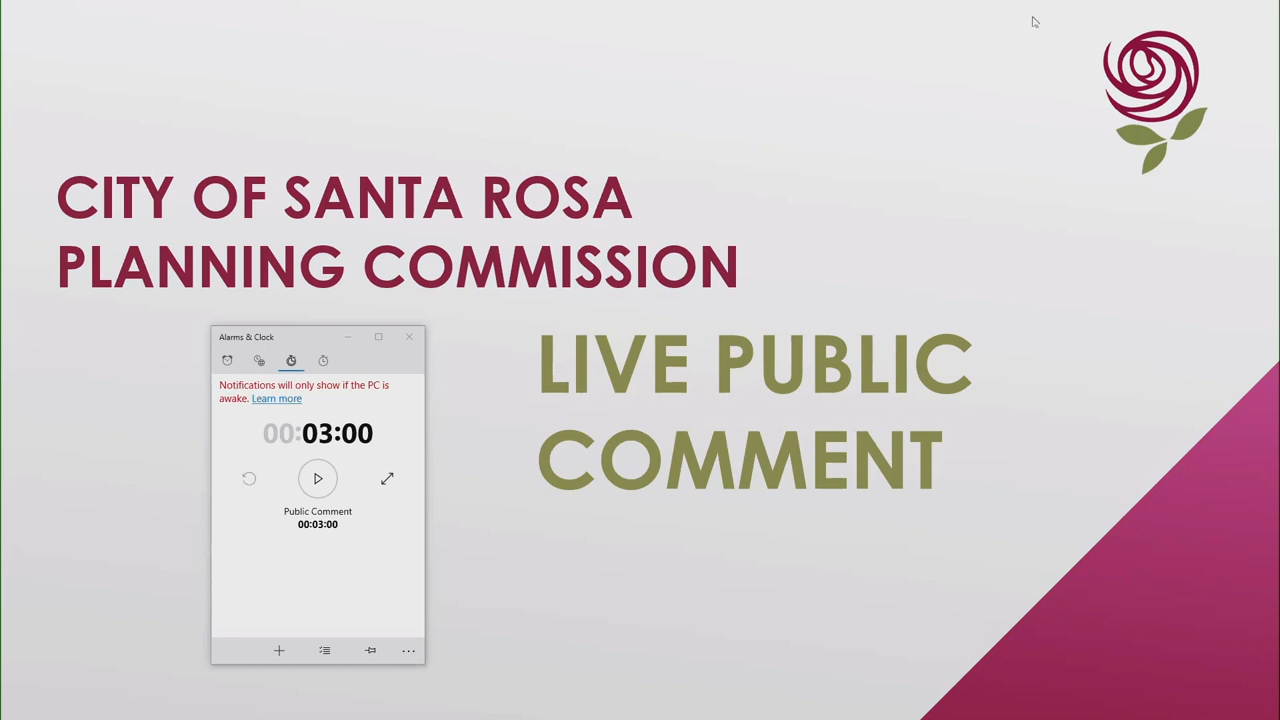 CITY OF SANTA ROSA
PLANNING COMMISSION
LIVE PUBLIC
COMMENT
Alarms & Clock
Notifications will only show if the PC is
awake. Learn more
00:03:00
Public Comment
00:03:00